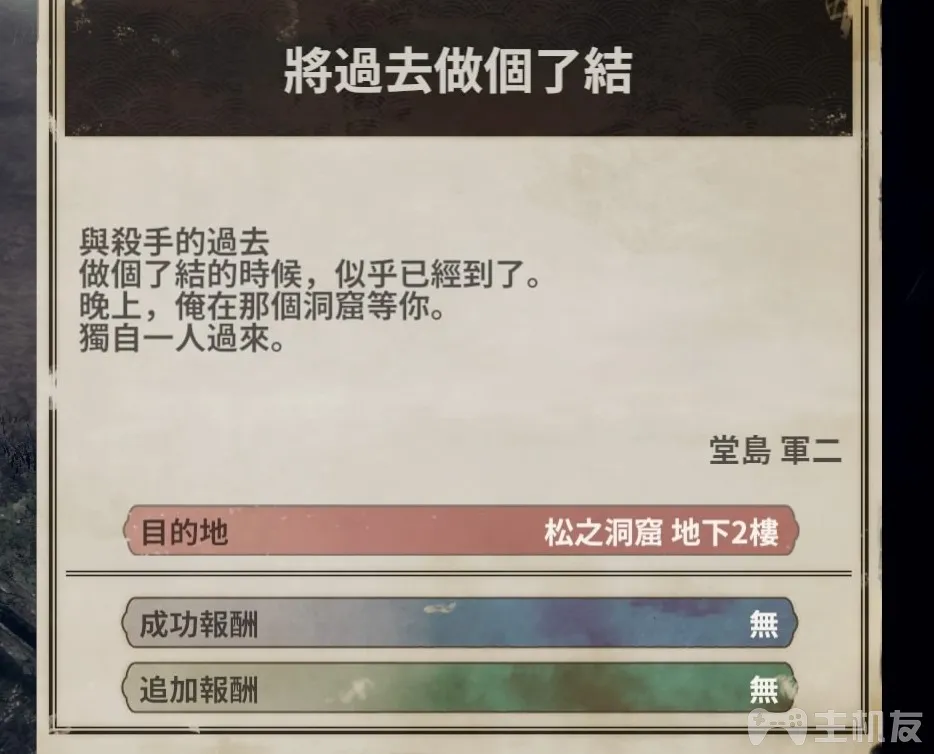 將過去做個了結
與殺手的過去
做個了結的時候，似乎已經到了。
晚上，俺在那個洞窟等你。
獨自一人過來。
堂島 軍二
目的地 松之洞窟 地下2樓
成功報酬 無
追加報酬 無
主机友